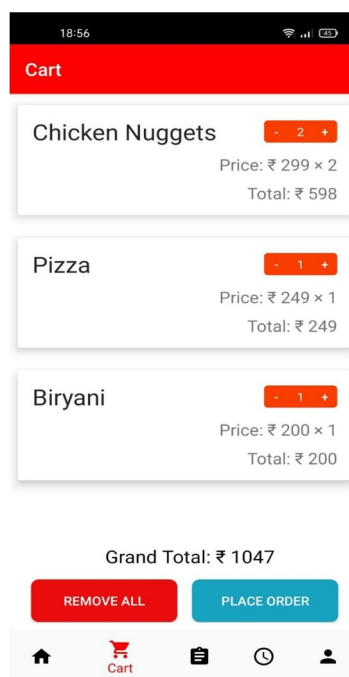 18:56
45
Cart
Chicken Nuggets
- 2 +
Price: ₹ 299 × 2
Total: ₹ 598
Pizza
- 1 +
Price: ₹ 249 × 1
Total: ₹ 249
Biryani
- 1 +
Price: ₹ 200 × 1
Total: ₹ 200
Grand Total: ₹ 1047
REMOVE ALL
PLACE ORDER
Cart